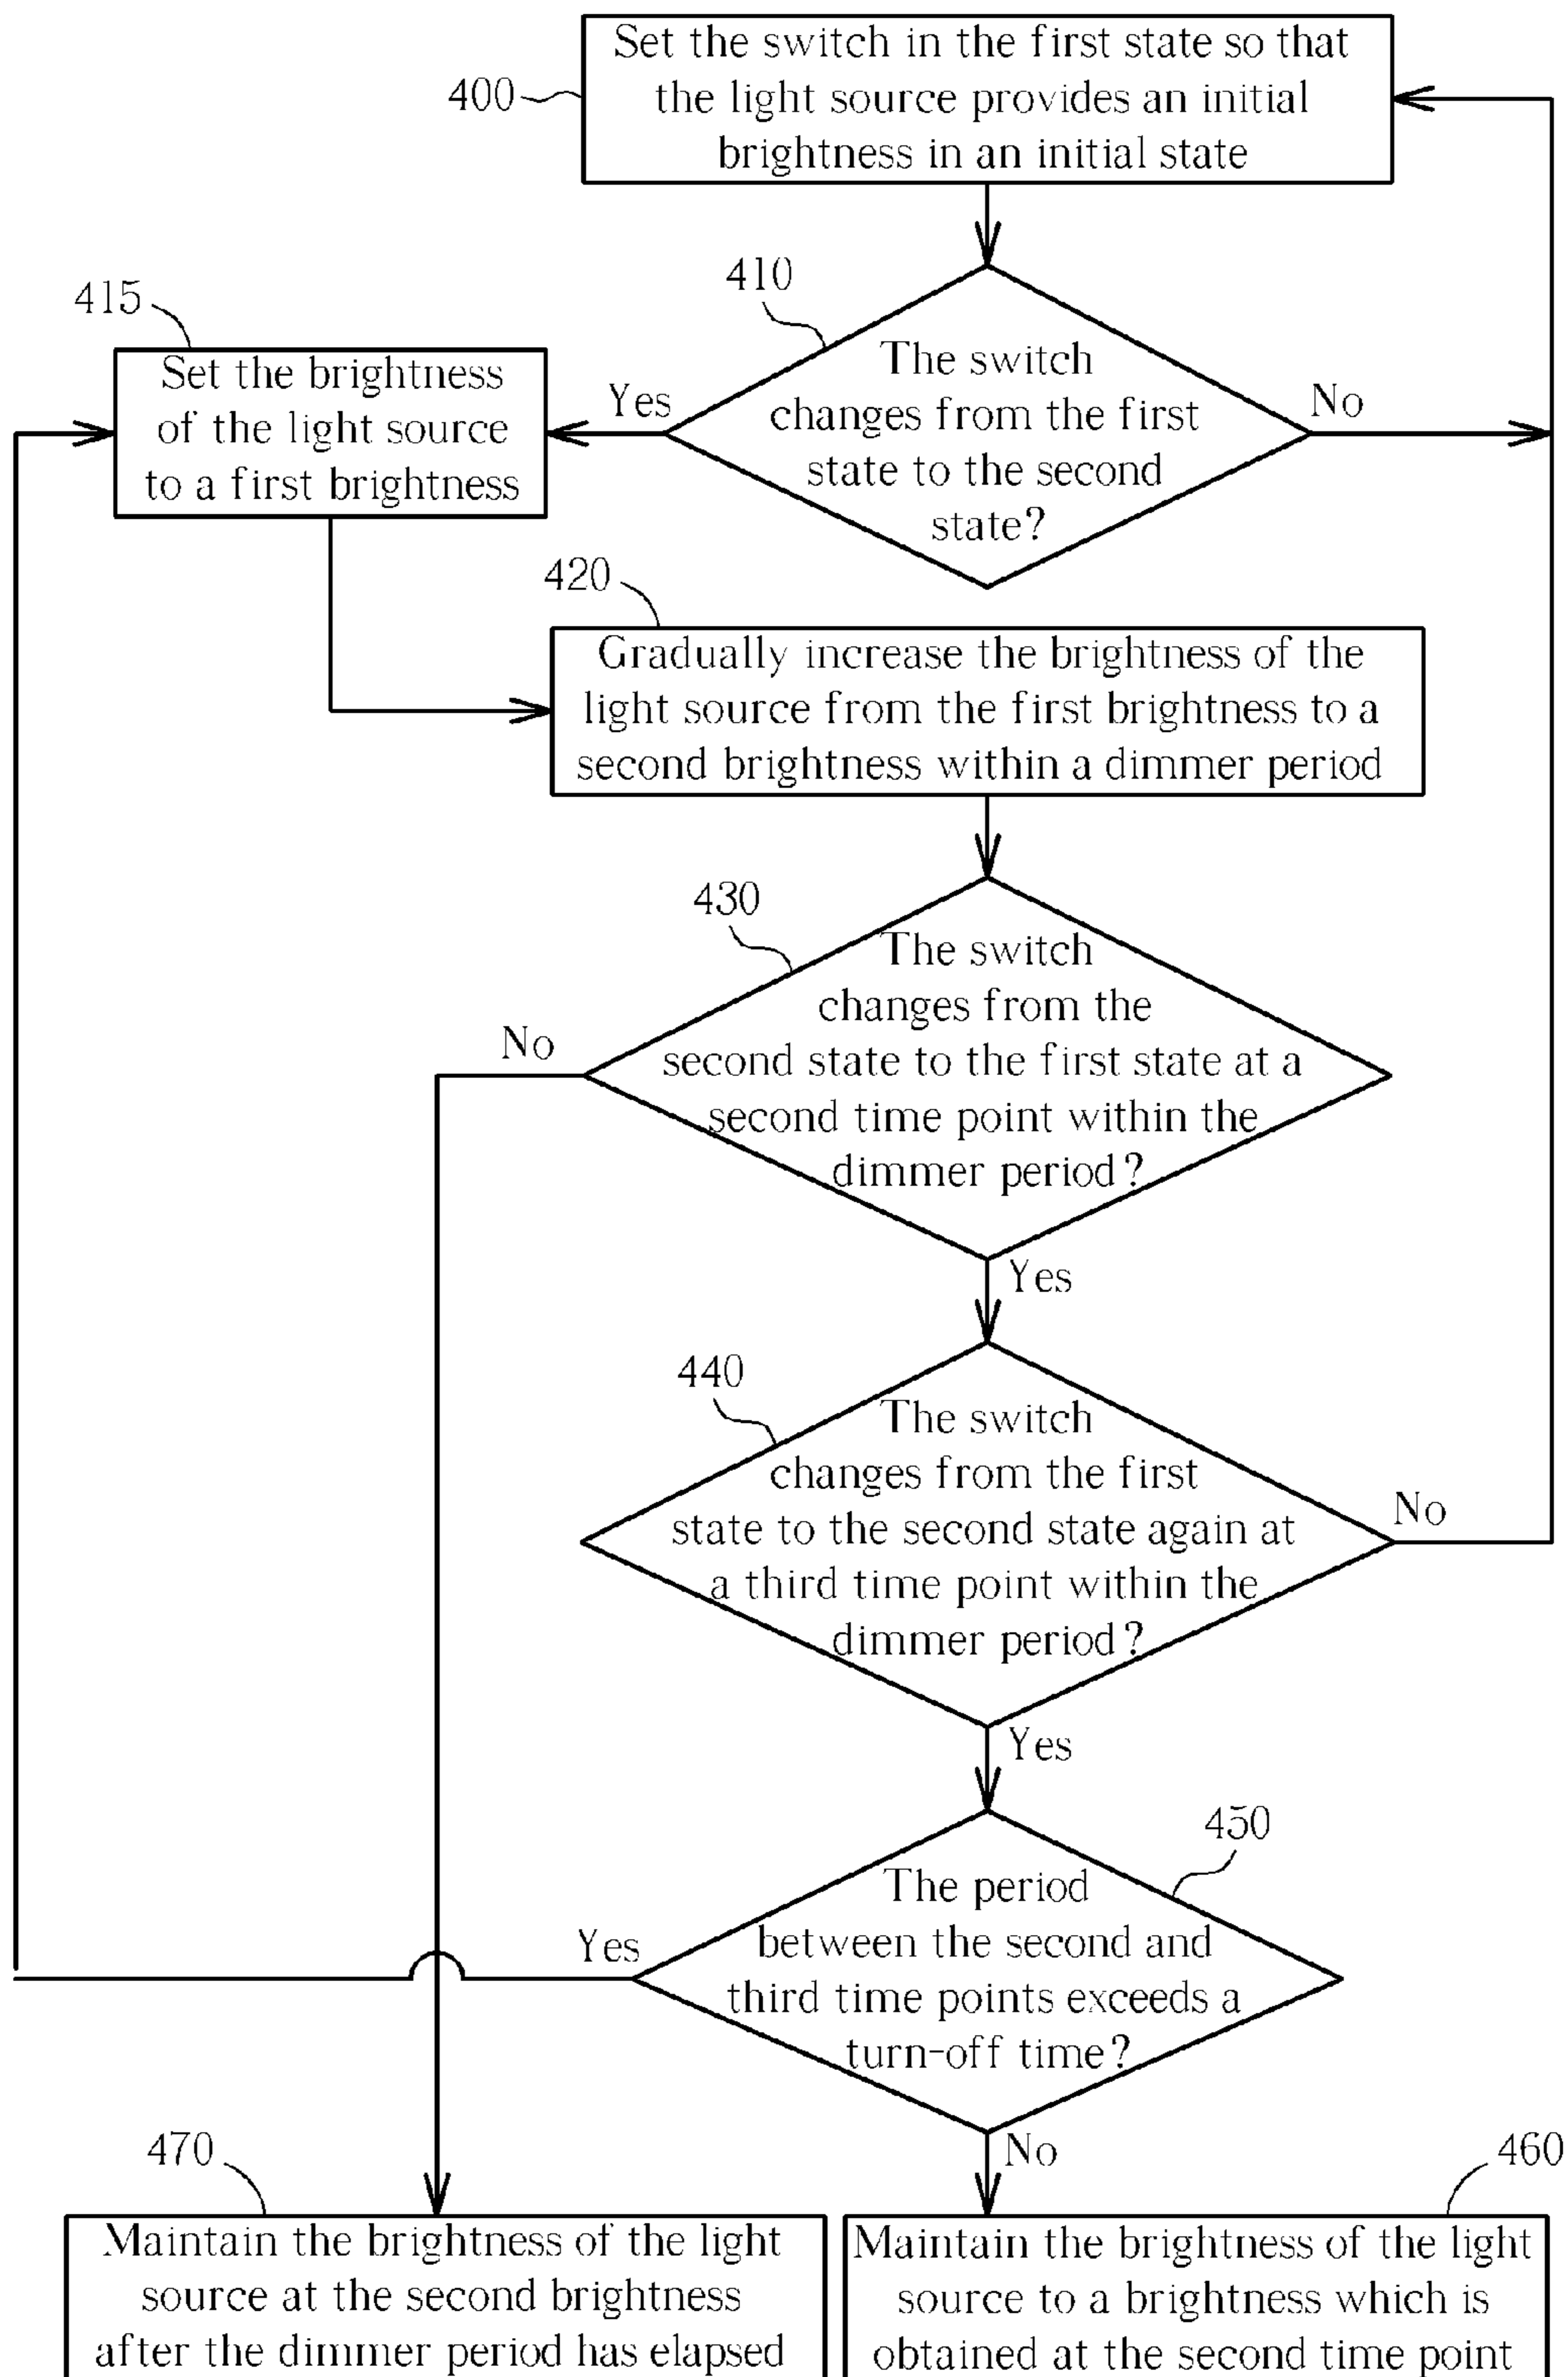 Set the switch in the first state so that
the light source provides an initial
brightness in an initial state
400
410
415
The switch
changes from the first
state to the second
state?
Yes
No
Set the brightness
of the light source
to a first brightness
420
Gradually increase the brightness of the
light source from the first brightness to a
second brightness within a dimmer period
430
The switch
changes from the
second state to the first state at a
second time point within the
dimmer period?
No
Yes
440
The switch
changes from the first
state to the second state again at
a third time point within the
dimmer period?
No
Yes
450
The period
between the second and
third time points exceeds a
turn-off time?
Yes
No
470
460
Maintain the brightness of the light
source at the second brightness
after the dimmer period has elapsed
Maintain the brightness of the light
source to a brightness which is
obtained at the second time point